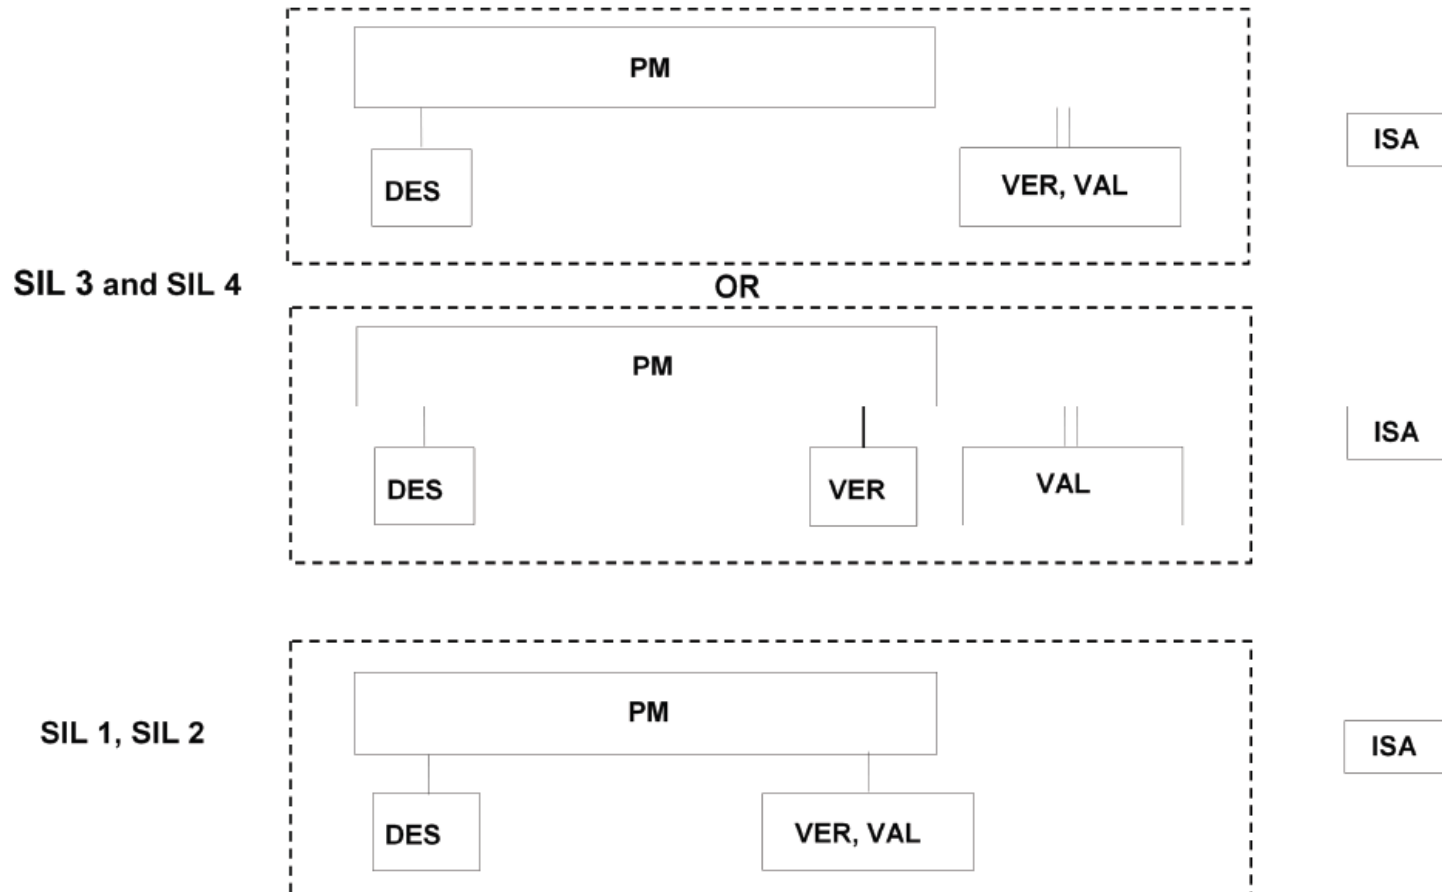 PM
ISA
DES
VER, VAL
SIL 3 and SIL 4
OR
PM
ISA
DES
VER
VAL
PM
SIL 1, SIL 2
ISA
DES
VER, VAL